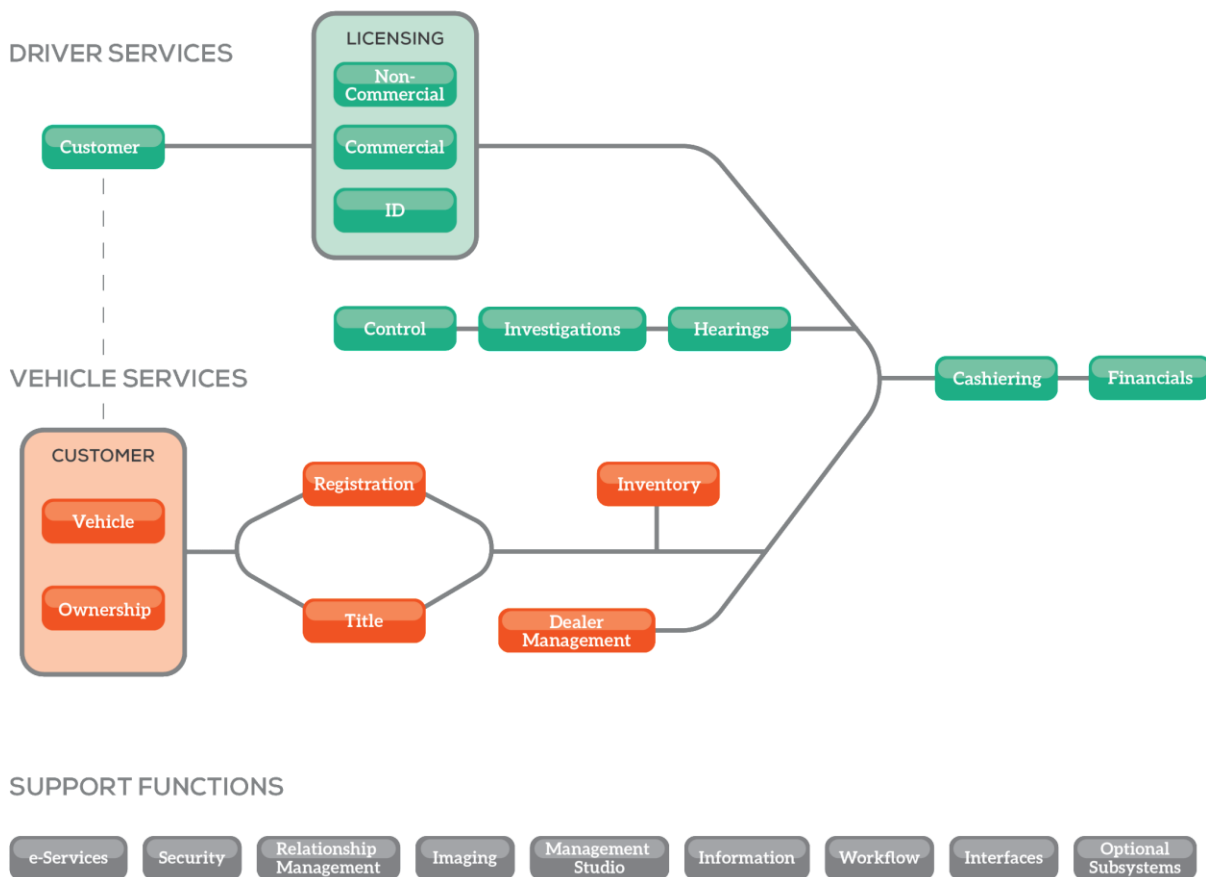 DRIVER SERVICES
LICENSING
Non-
Commercial
Customer
Commercial
ID
Control
Investigations
Hearings
VEHICLE SERVICES
Cashiering
Financials
CUSTOMER
Registration
Inventory
Vehicle
Ownership
Title
Dealer
Management
SUPPORT FUNCTIONS
e-Services
Security
Relationship
Management
Imaging
Management
Studio
Information
Workflow
Interfaces
Optional
Subsystems